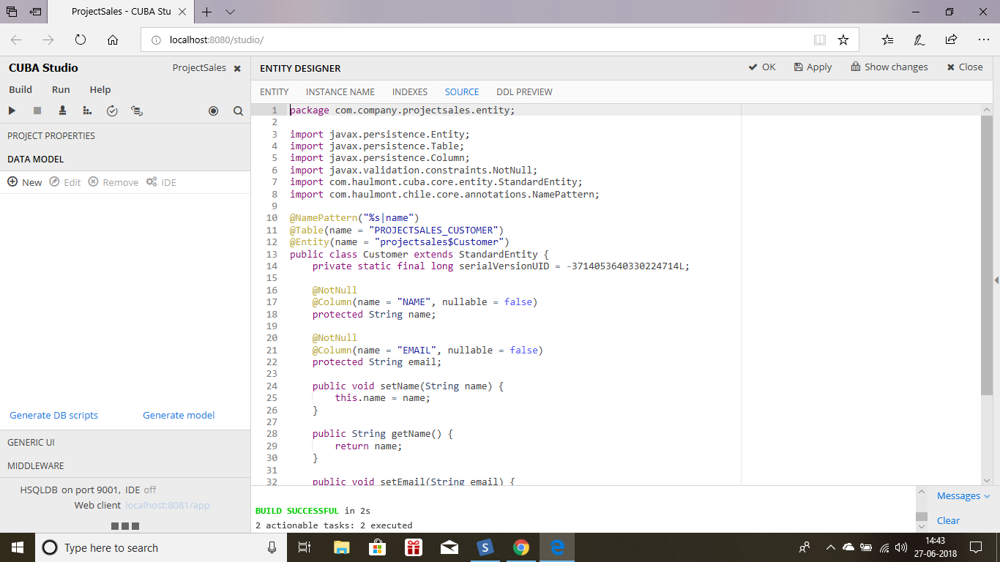 ProjectSales - CUBA Stu
localhost:8080/studio/
CUBA Studio
ProjectSales
Build Run Help
PROJECT PROPERTIES
DATA MODEL
New Edit Remove IDE
Generate DB scripts Generate model
GENERIC UI
MIDDLEWARE
HSQLDB on port 9001, IDE off
Web client localhost:8081/app
ENTITY DESIGNER
OK Apply Show changes Close
ENTITY INSTANCE NAME INDEXES SOURCE DDL PREVIEW
1 package com.company.projectsales.entity;
2
3 import javax.persistence.Entity;
4 import javax.persistence.Table;
5 import javax.persistence.Column;
6 import javax.validation.constraints.NotNull;
7 import com.haulmont.cuba.core.entity.StandardEntity;
8 import com.haulmont.chile.core.annotations.NamePattern;
9
10 @NamePattern("%s|name")
11 @Table(name = "PROJECTSALES_CUSTOMER")
12 @Entity(name = "projectsales$Customer")
13 public class Customer extends StandardEntity {
14     private static final long serialVersionUID = -3714053640330224714L;
15
16     @NotNull
17     @Column(name = "NAME", nullable = false)
18     protected String name;
19
20     @NotNull
21     @Column(name = "EMAIL", nullable = false)
22     protected String email;
23
24     public void setName(String name) {
25         this.name = name;
26     }
27
28     public String getName() {
29         return name;
30     }
31
32     public void setEmail(String email) {
BUILD SUCCESSFUL in 2s
2 actionable tasks: 2 executed
Messages
Clear
Type here to search
S
14:43
27-06-2018